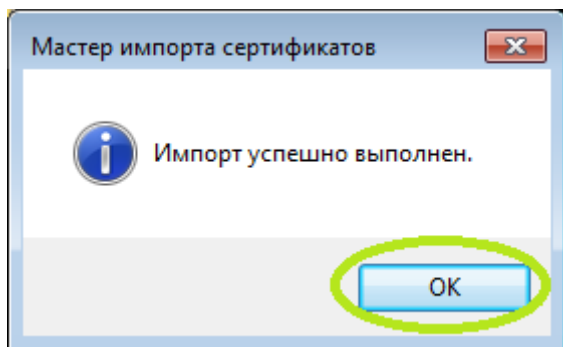 Мастер импорта сертификатов
Импорт успешно выполнен.
OK